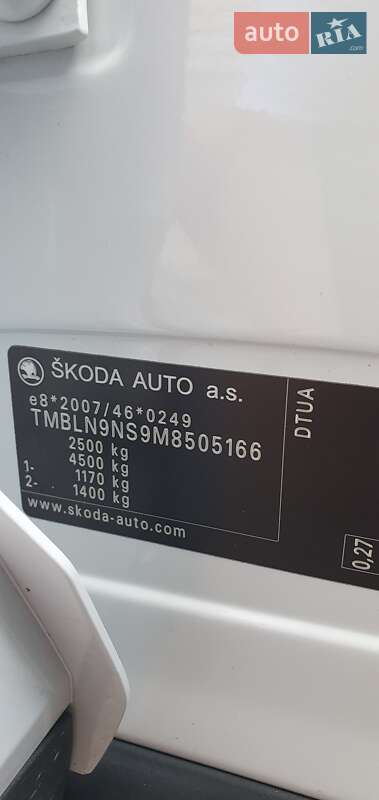 auto
RIA
.com
ŠKODA AUTO a.s.
e8*2007/46*0249
TMBLN9NS9M8505166
2500 kg
4500 kg
1- 1170 kg
2- 1400 kg
www.skoda-auto.com
DTUA
0,27